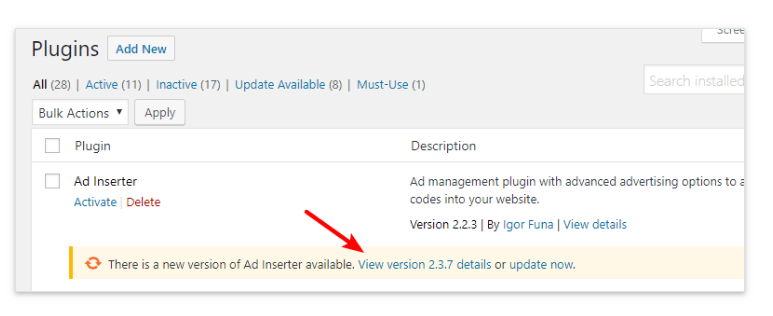 Screen
Plugins Add New
All (28) | Active (11) | Inactive (17) | Update Available (8) | Must-Use (1)
Search installed
Bulk Actions ▼ Apply
Plugin Description
Ad Inserter Ad management plugin with advanced advertising options to a
Activate | Delete codes into your website.
Version 2.2.3 | By Igor Funa | View details
There is a new version of Ad Inserter available. View version 2.3.7 details or update now.